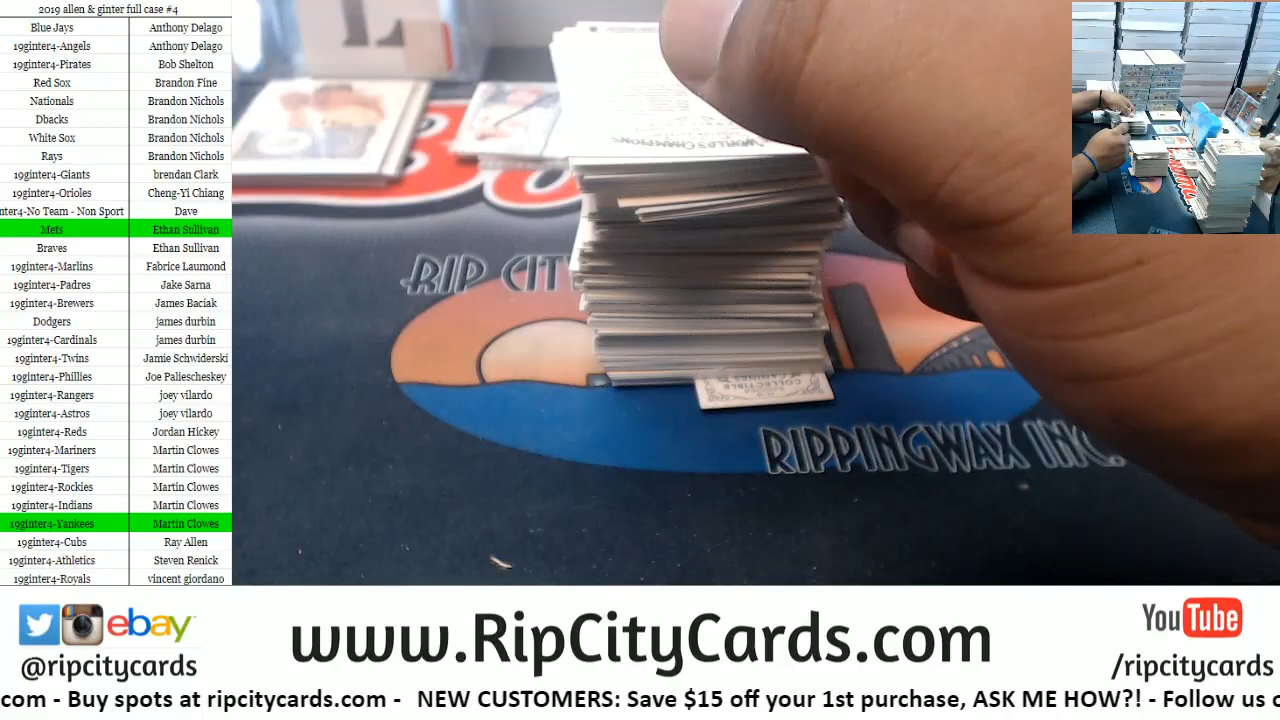 2019 allen & ginter full case #4
Blue Jays Anthony Delago
19ginter4-Angels Anthony Delago
19ginter4-Pirates Bob Shelton
Red Sox Brandon Fine
Nationals Brandon Nichols
Dbacks Brandon Nichols
White Sox Brandon Nichols
Rays Brandon Nichols
19ginter4-Giants brendan Clark
19ginter4-Orioles Cheng-Yi Chiang
nter4-No Team - Non Sport Dave
Mets Ethan Sullivan
Braves Ethan Sullivan
19ginter4-Marlins Fabrice Laumond
19ginter4-Padres Jake Sarna
19ginter4-Brewers James Baciak
Dodgers james durbin
19ginter4-Cardinals james durbin
19ginter4-Twins Jamie Schwiderski
19ginter4-Phillies Joe Paliescheskey
19ginter4-Rangers joey vilardo
19ginter4-Astros joey vilardo
19ginter4-Reds Jordan Hickey
19ginter4-Mariners Martin Clowes
19ginter4-Tigers Martin Clowes
19ginter4-Rockies Martin Clowes
19ginter4-Indians Martin Clowes
19ginter4-Yankees Martin Clowes
19ginter4-Cubs Ray Allen
19ginter4-Athletics Steven Renick
19ginter4-Royals vincent giordano
WORLD'S CHAMPIONS
RIP CIT
COLLECTIBLE
CANINES
RIPPINGWAX INC.
ebay
@ripcitycards
www.RipCityCards.com
YouTube
/ripcitycards
com - Buy spots at ripcitycards.com - NEW CUSTOMERS: Save $15 off your 1st purchase, ASK ME HOW?! - Follow us o